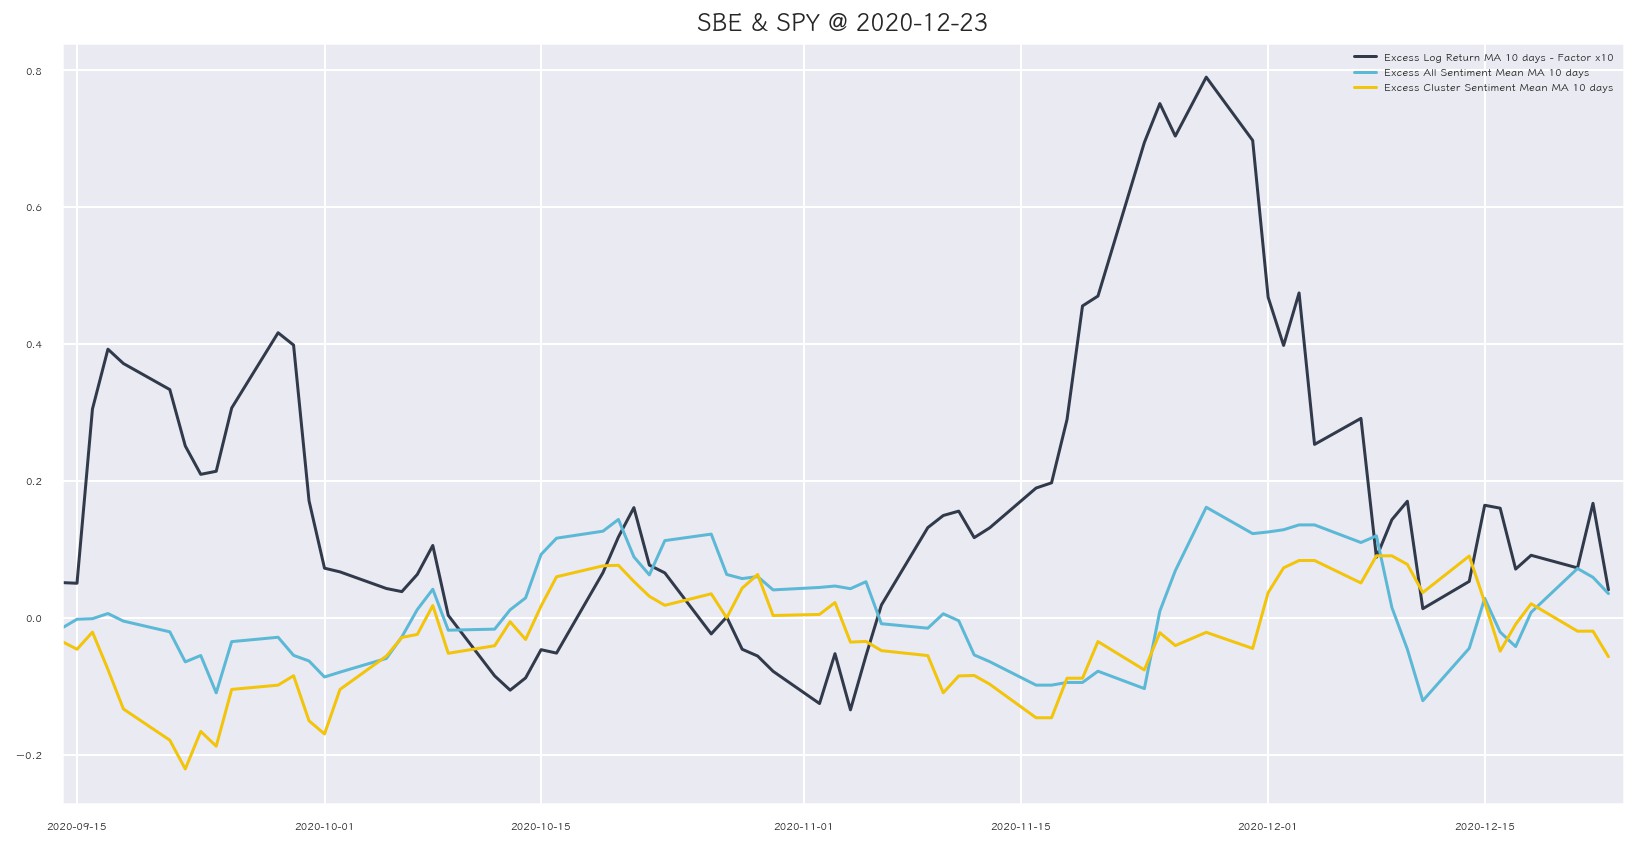 SBE & SPY @ 2020-12-23
Excess Log Return MA 10 days - Factor x10
Excess All Sentiment Mean MA 10 days
Excess Cluster Sentiment Mean MA 10 days
0.8
0.6
0.4
0.2
0.0
−0.2
2020-09-15 2020-10-01 2020-10-15 2020-11-01 2020-11-15 2020-12-01 2020-12-15